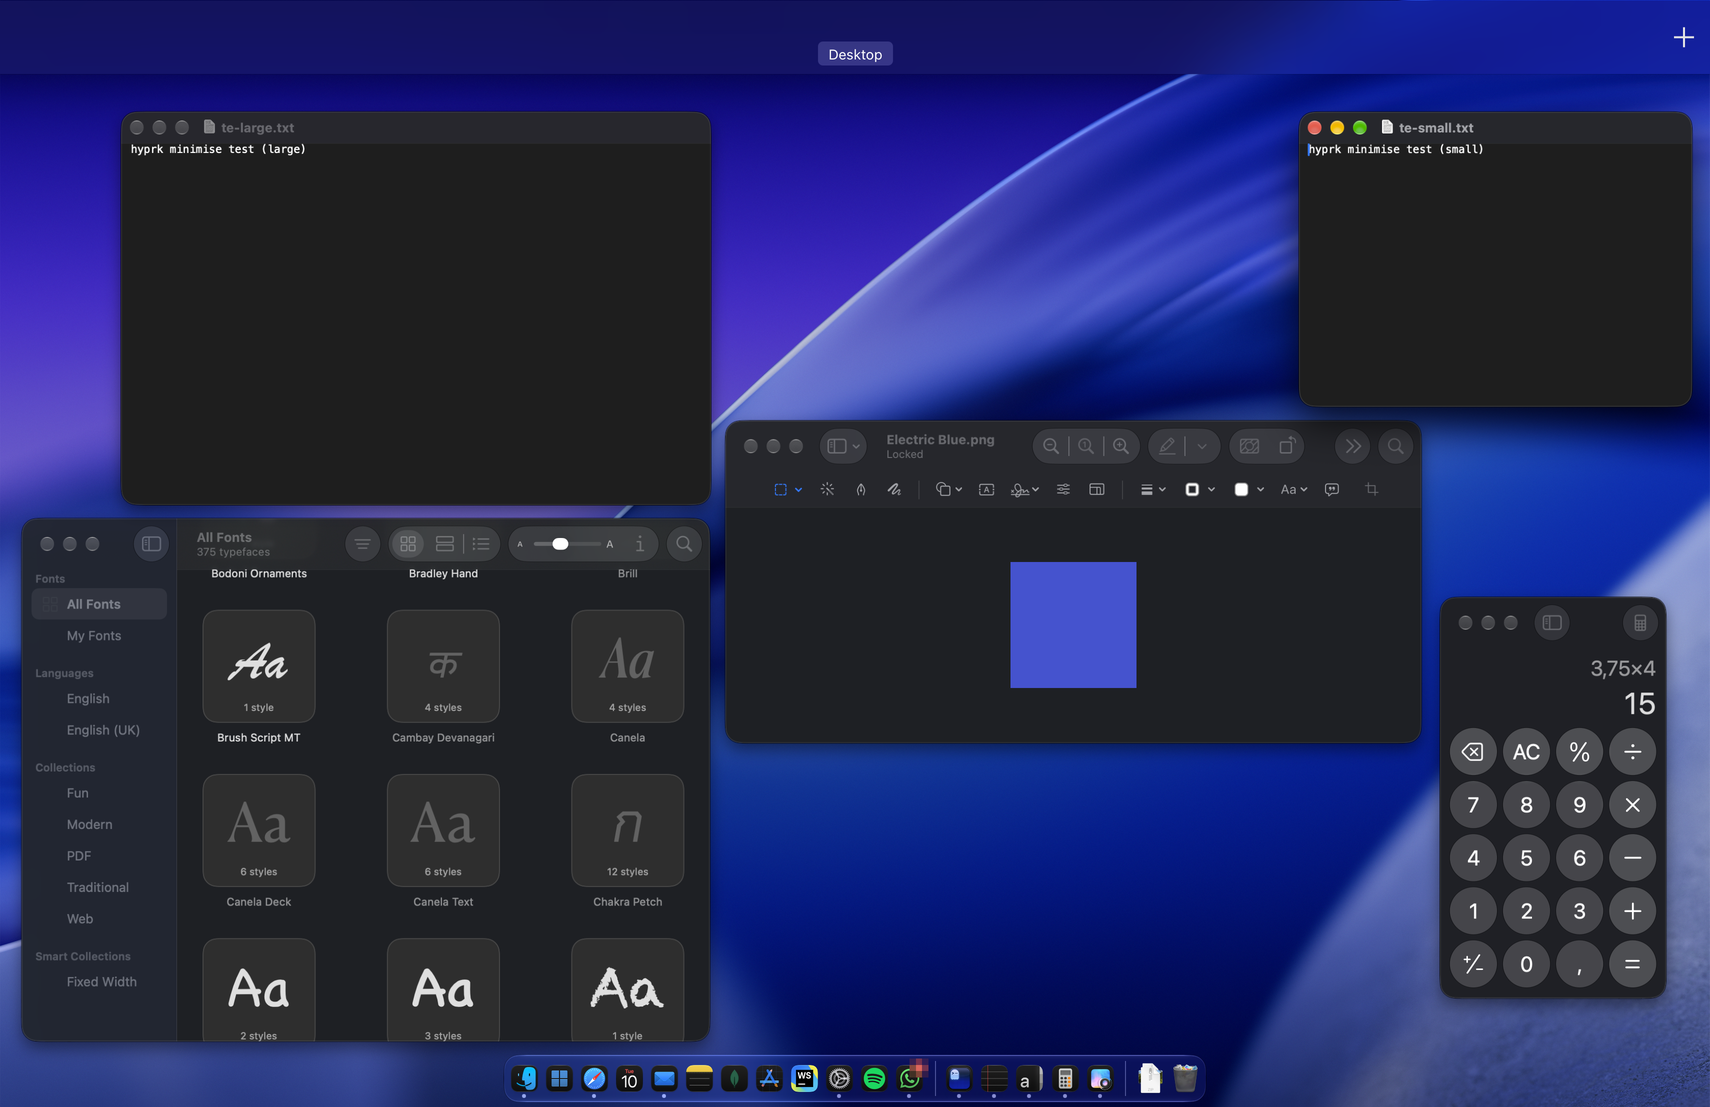 Desktop
te-large.txt
hyprk minimise test (large)
te-small.txt
hyprk minimise test (small)
Electric Blue.png
Locked
Aa
All Fonts
375 typefaces
A A
Fonts
All Fonts
My Fonts
Languages
English
English (UK)
Collections
Fun
Modern
PDF
Traditional
Web
Smart Collections
Fixed Width
Bodoni Ornaments
Bradley Hand
Brill
Aa
1 style
Brush Script MT
क
4 styles
Cambay Devanagari
Aa
4 styles
Canela
Aa
6 styles
Canela Deck
Aa
6 styles
Canela Text
ก
12 styles
Chakra Petch
Aa
2 styles
Aa
3 styles
Aa
1 style
3,75×4
15
AC % ÷
7 8 9 ×
4 5 6 −
1 2 3 +
+/− 0 , =
Tue
10
WS
a